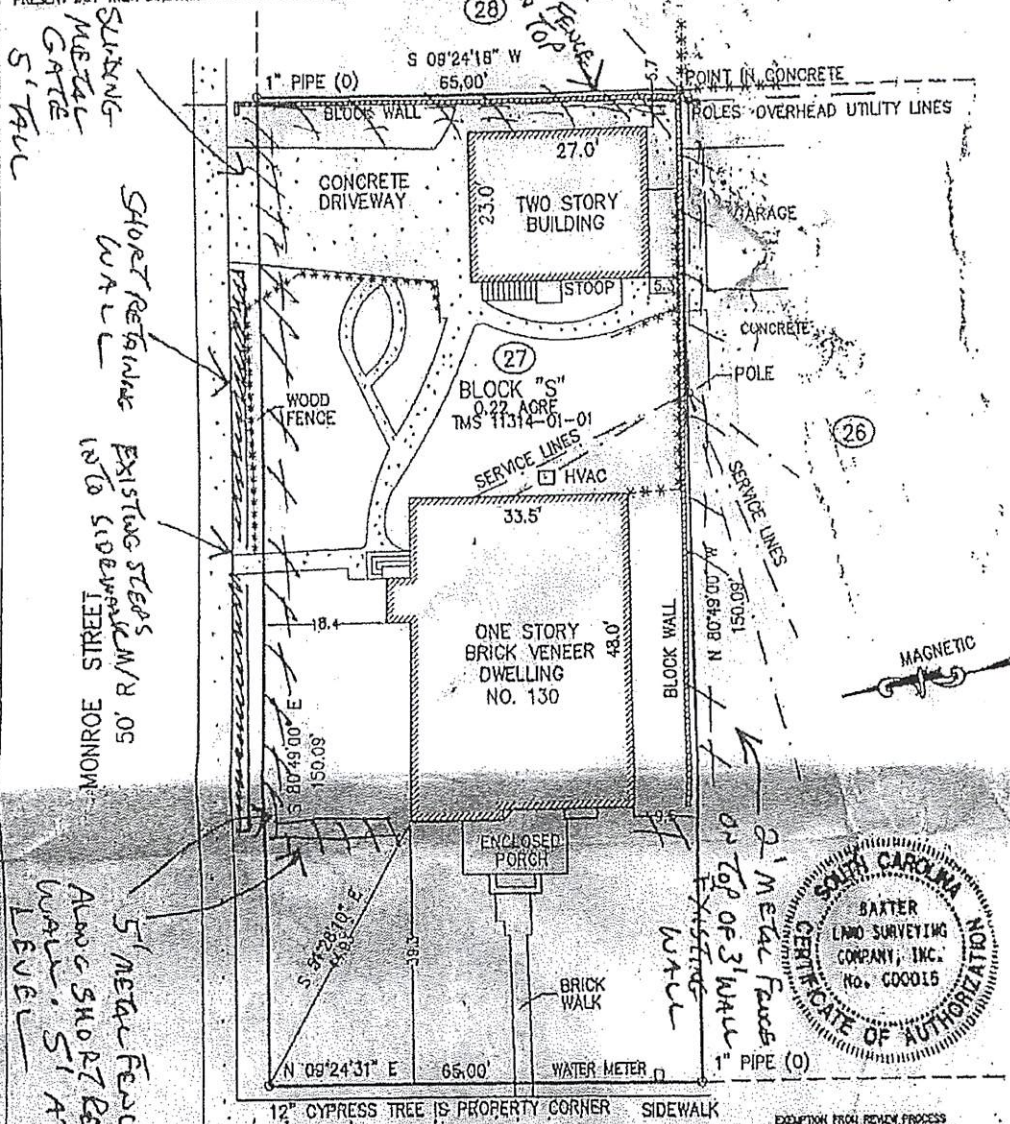 28
FENCE
TOP
S 09°24'18" W
65.00'
1" PIPE (O)
5.7
POINT IN CONCRETE
POLES OVERHEAD UTILITY LINES
BLOCK WALL
SLIDING
METAL
GATE
5' TALL
CONCRETE
DRIVEWAY
27.0'
23.0
TWO STORY
BUILDING
GARAGE
STOOP
5.
CONCRETE
POLE
SHORT RETAINING
WALL
27
BLOCK "S"
0.22 ACRE
TMS 11314-01-01
WOOD
FENCE
26
SERVICE LINES
HVAC
SERVICE LINES
33.5'
EXISTING STEPS
INTO SIDEWALK
MONROE STREET
R/W 50'
18.4
ONE STORY
BRICK VENEER
DWELLING
NO. 130
48.0'
BLOCK WALL
N 80°49'00" W
150.09'
MAGNETIC
S 80°49'00" E
150.09'
2' METAL FENCE
ON TOP OF 3' WALL
EXISTING
WALL
9.5
ENCLOSED
PORCH
39.3
BRICK
WALK
5' METAL FENC
ALONG SHORT RE
WALL. 5' A
LEVEL
SOUTH CAROLINA
BAXTER
LAND SURVEYING
COMPANY, INC.
No. C00015
CERTIFICATE OF AUTHORIZATION
N 09°24'31" E
65.00'
WATER METER
1" PIPE (O)
12" CYPRESS TREE IS PROPERTY CORNER
SIDEWALK
EXEMPTION FROM REVIEW PROCESS